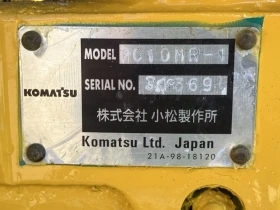 MODEL PC10MR-1
SERIAL NO.
KOMATSU
株式会社 小松製作所
Komatsu Ltd. Japan
21A-98-18120